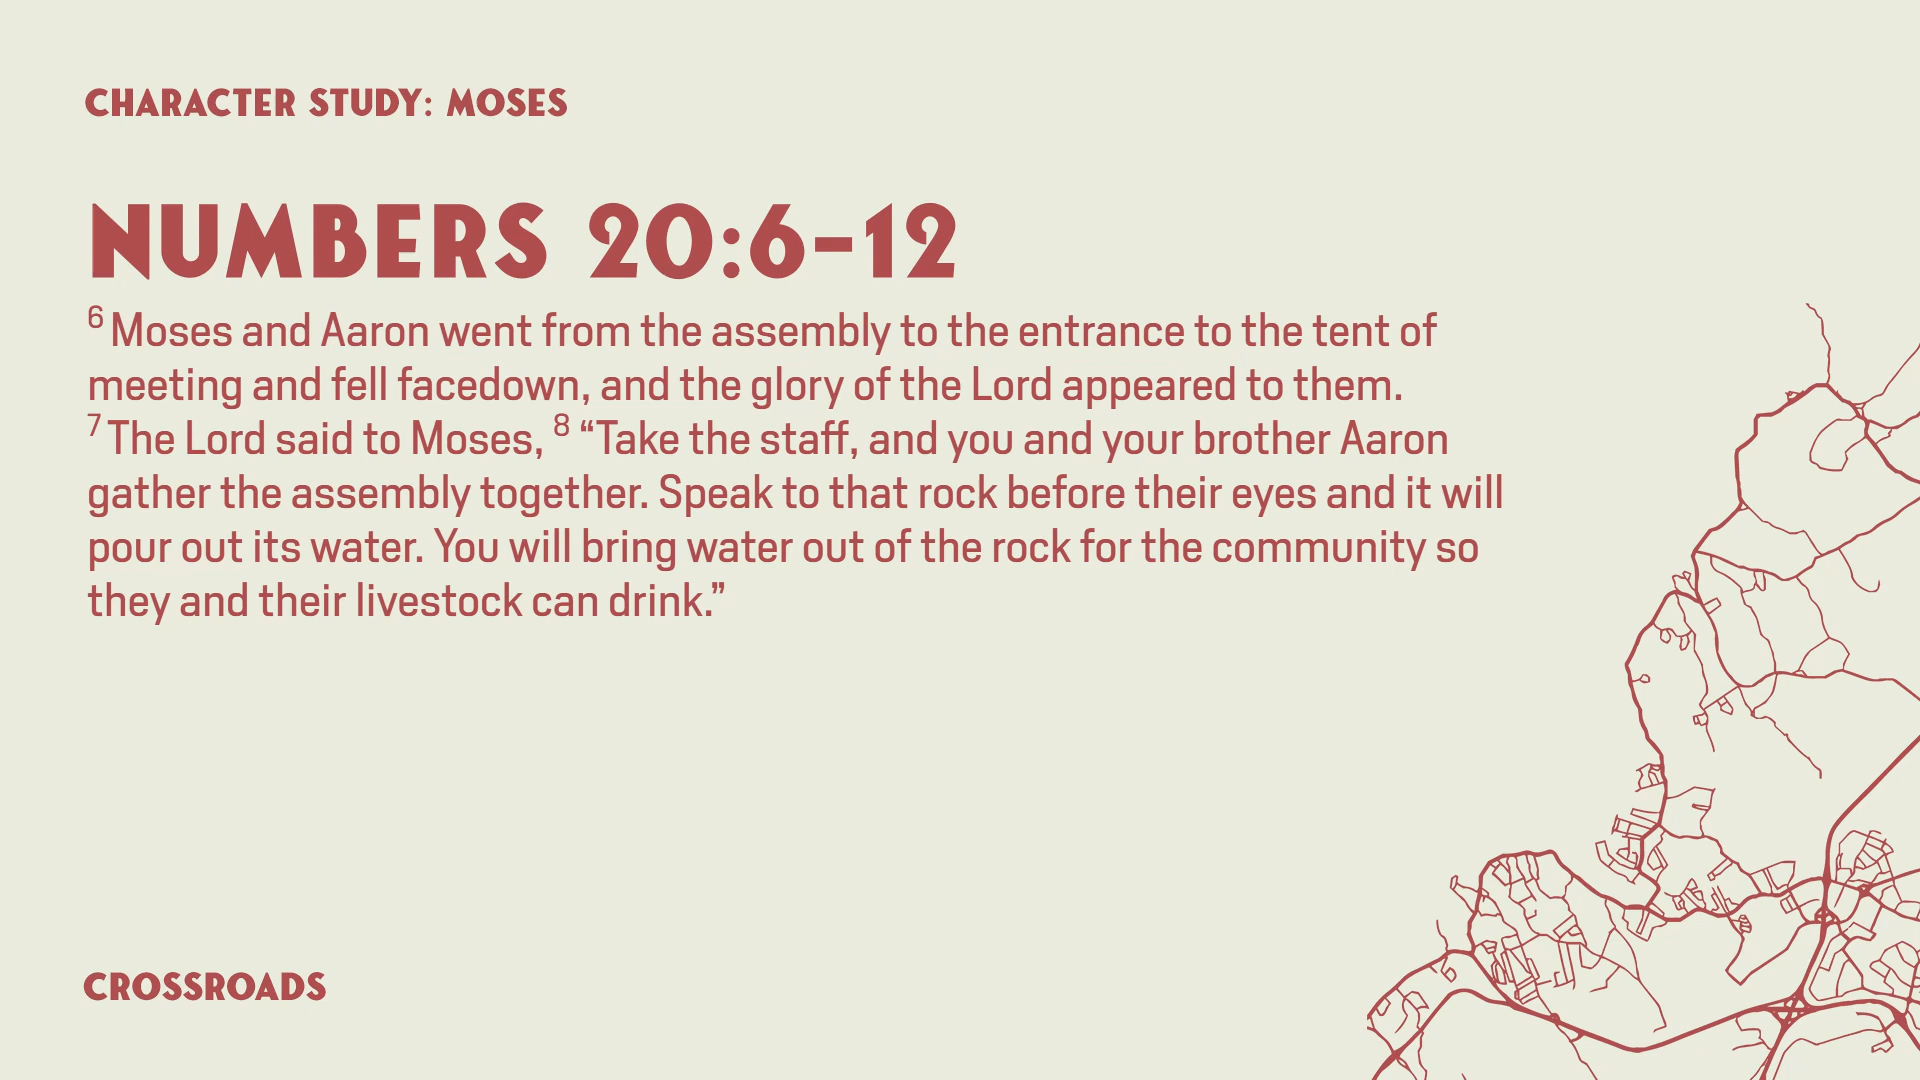 CHARACTER STUDY: MOSES
NUMBERS 20:6-12
6 Moses and Aaron went from the assembly to the entrance to the tent of
meeting and fell facedown, and the glory of the Lord appeared to them.
7 The Lord said to Moses, 8 “Take the staff, and you and your brother Aaron
gather the assembly together. Speak to that rock before their eyes and it will
pour out its water. You will bring water out of the rock for the community so
they and their livestock can drink.”
CROSSROADS